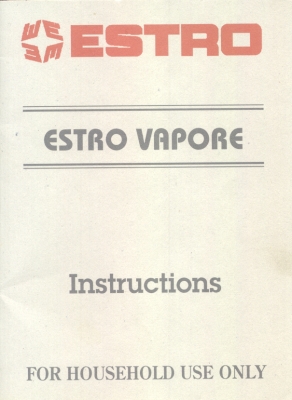 ESTRO
ESTRO VAPORE
Instructions
FOR HOUSEHOLD USE ONLY